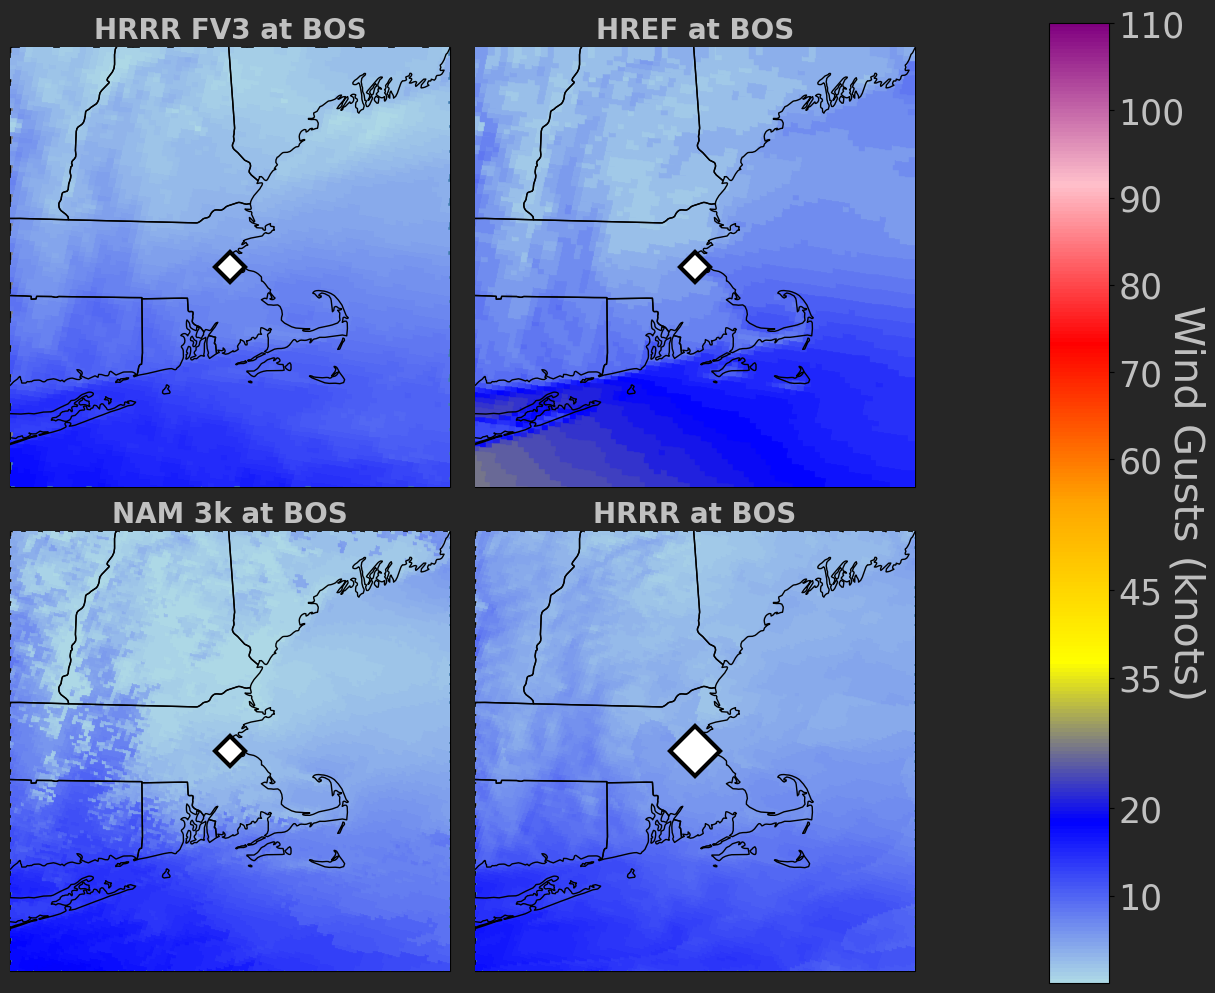 HRRR FV3 at BOS
HREF at BOS
NAM 3k at BOS
HRRR at BOS
110
100
90
80
70
60
45
35
20
10
Wind Gusts (knots)